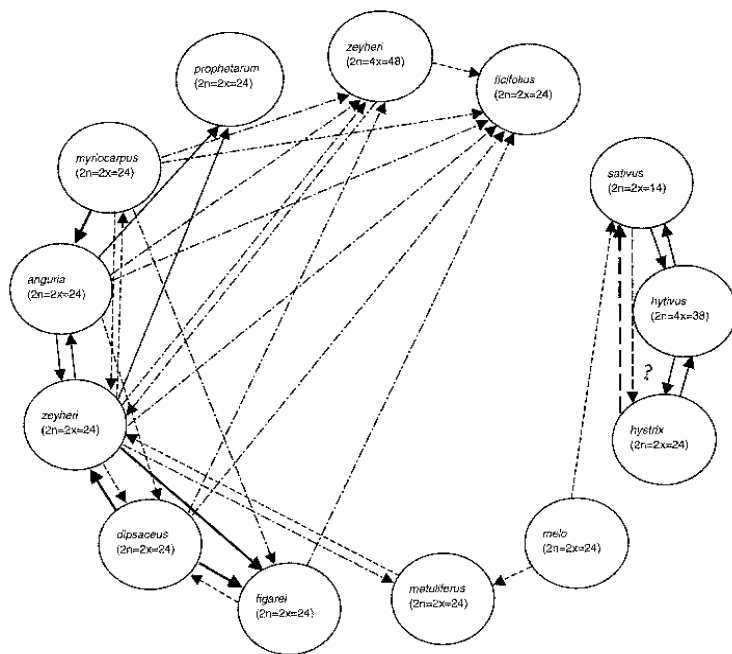 zeyheri
(2n=4x=48)
prophetarum
(2n=2x=24)
ficifolius
(2n=2x=24)
myriocarpus
(2n=2x=24)
sativus
(2n=2x=14)
anguria
(2n=2x=24)
hytivus
(2n=4x=38)
?
zeyheri
(2n=2x=24)
hystrix
(2n=2x=24)
dipsaceus
(2n=2x=24)
melo
(2n=2x=24)
figarei
(2n=2x=24)
metuliferus
(2n=2x=24)